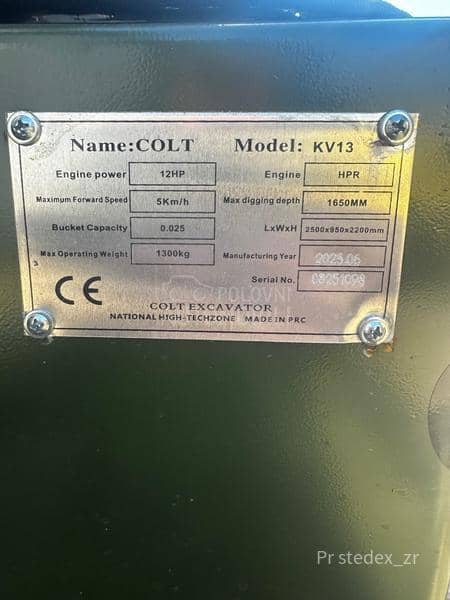 Name:COLT Model: KV13
Engine power 12HP Engine HPR
Maximum Forward Speed 5Km/h Max digging depth 1650MM
Bucket Capacity 0.025 LxWxH 2500x950x2200mm
Max Operating Weight 1300kg Manufacturing Year 2025.06
Serial No. 08251098
CE
COLT EXCAVATOR
NATIONAL HIGH-TECHZONE MADE IN PRC
Pr stedex_zr